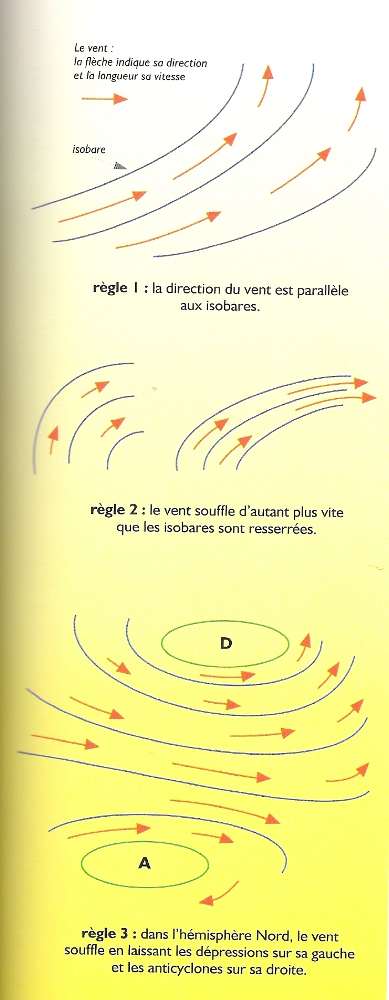 Le vent :
la flèche indique sa direction
et la longueur sa vitesse
isobare
règle 1 : la direction du vent est parallèle
aux isobares.
règle 2 : le vent souffle d'autant plus vite
que les isobares sont resserrées.
D
A
règle 3 : dans l'hémisphère Nord, le vent
souffle en laissant les dépressions sur sa gauche
et les anticyclones sur sa droite.